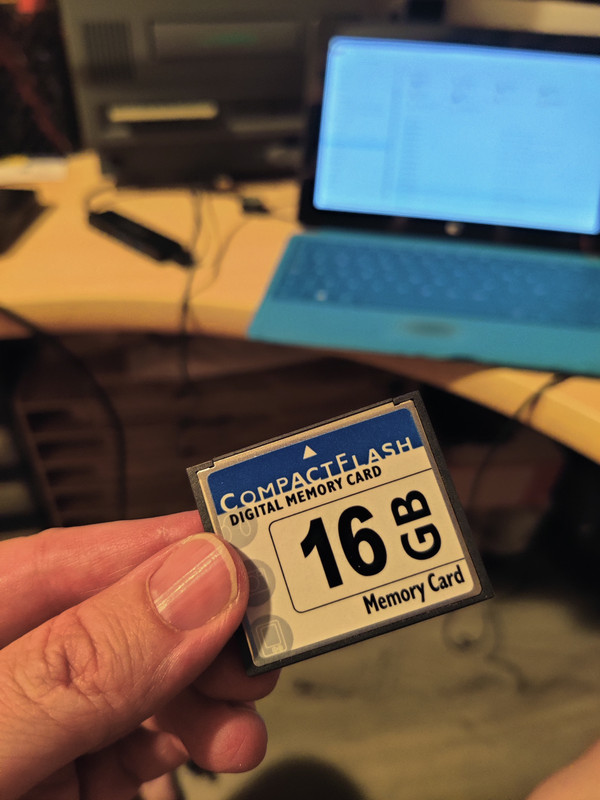 COMPACTFLASH
DIGITAL MEMORY CARD
16 GB
Memory Card